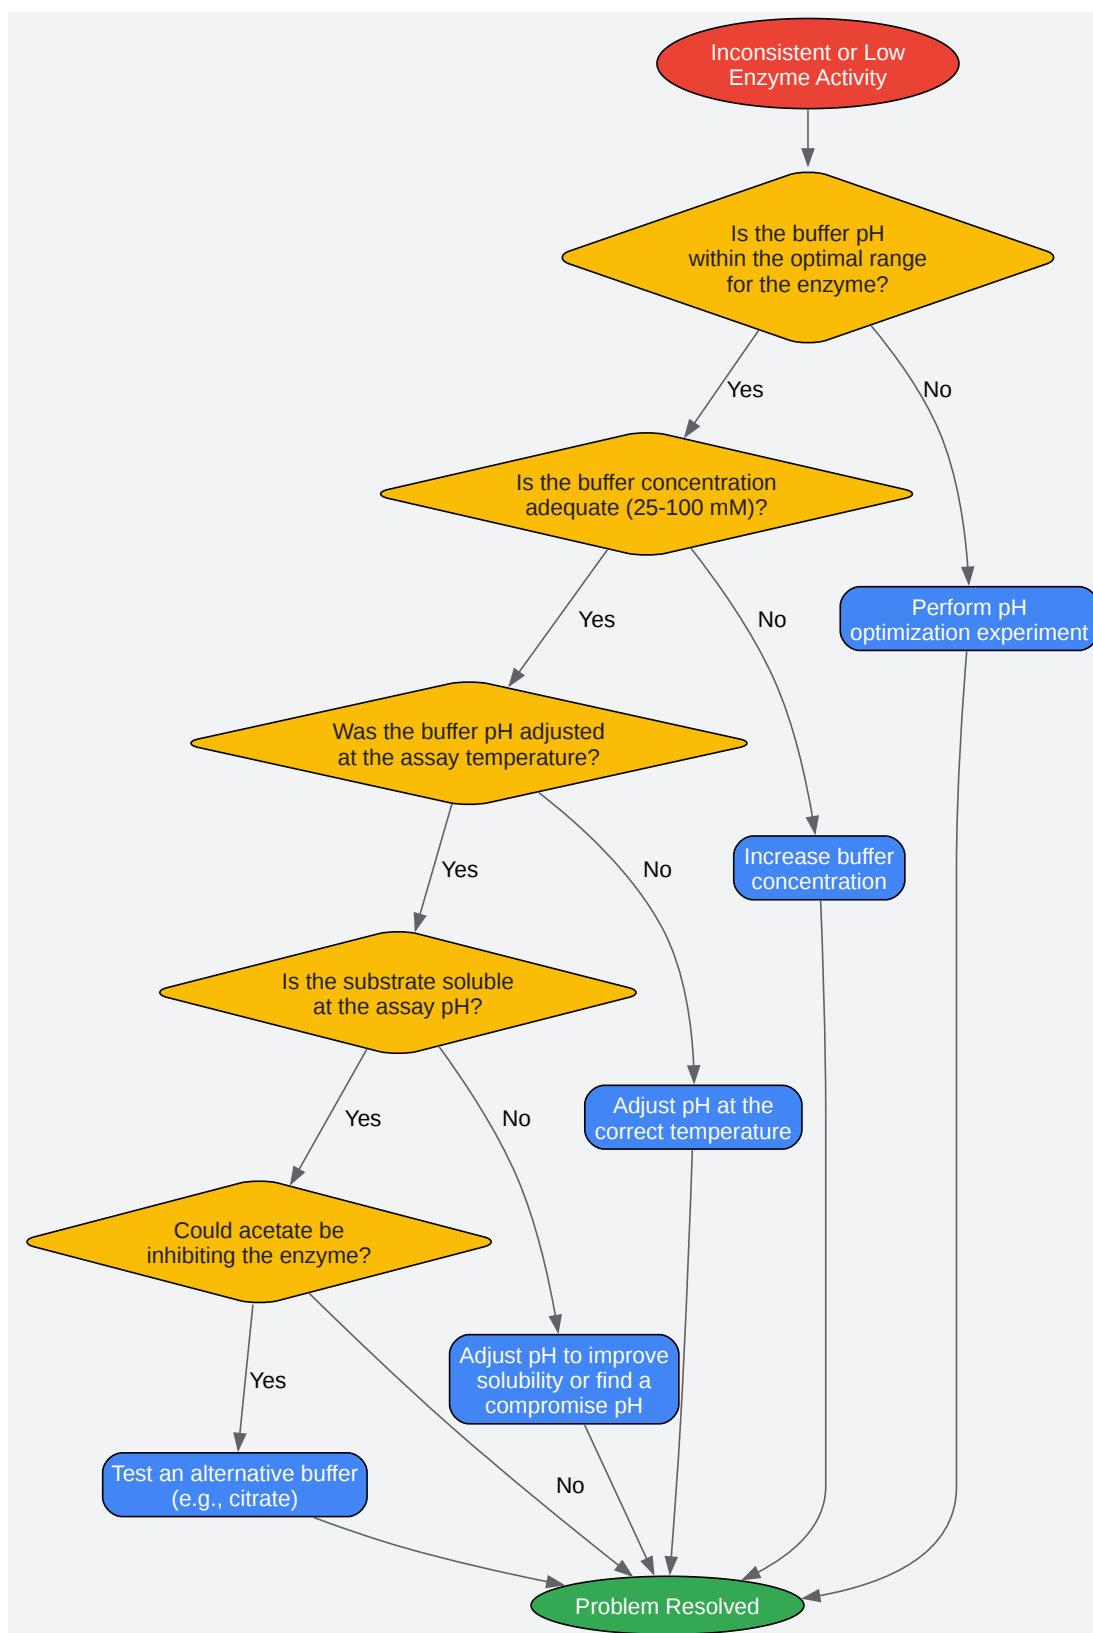 Inconsistent or Low
Enzyme Activity
Is the buffer pH
within the optimal range
for the enzyme?
Yes
No
Is the buffer concentration
adequate (25-100 mM)?
Perform pH
optimization experiment
Yes
No
Was the buffer pH adjusted
at the assay temperature?
Increase buffer
concentration
Yes
No
Is the substrate soluble
at the assay pH?
Adjust pH at the
correct temperature
Yes
No
Could acetate be
inhibiting the enzyme?
Adjust pH to improve
solubility or find a
compromise pH
Yes
No
Test an alternative buffer
(e.g., citrate)
Problem Resolved